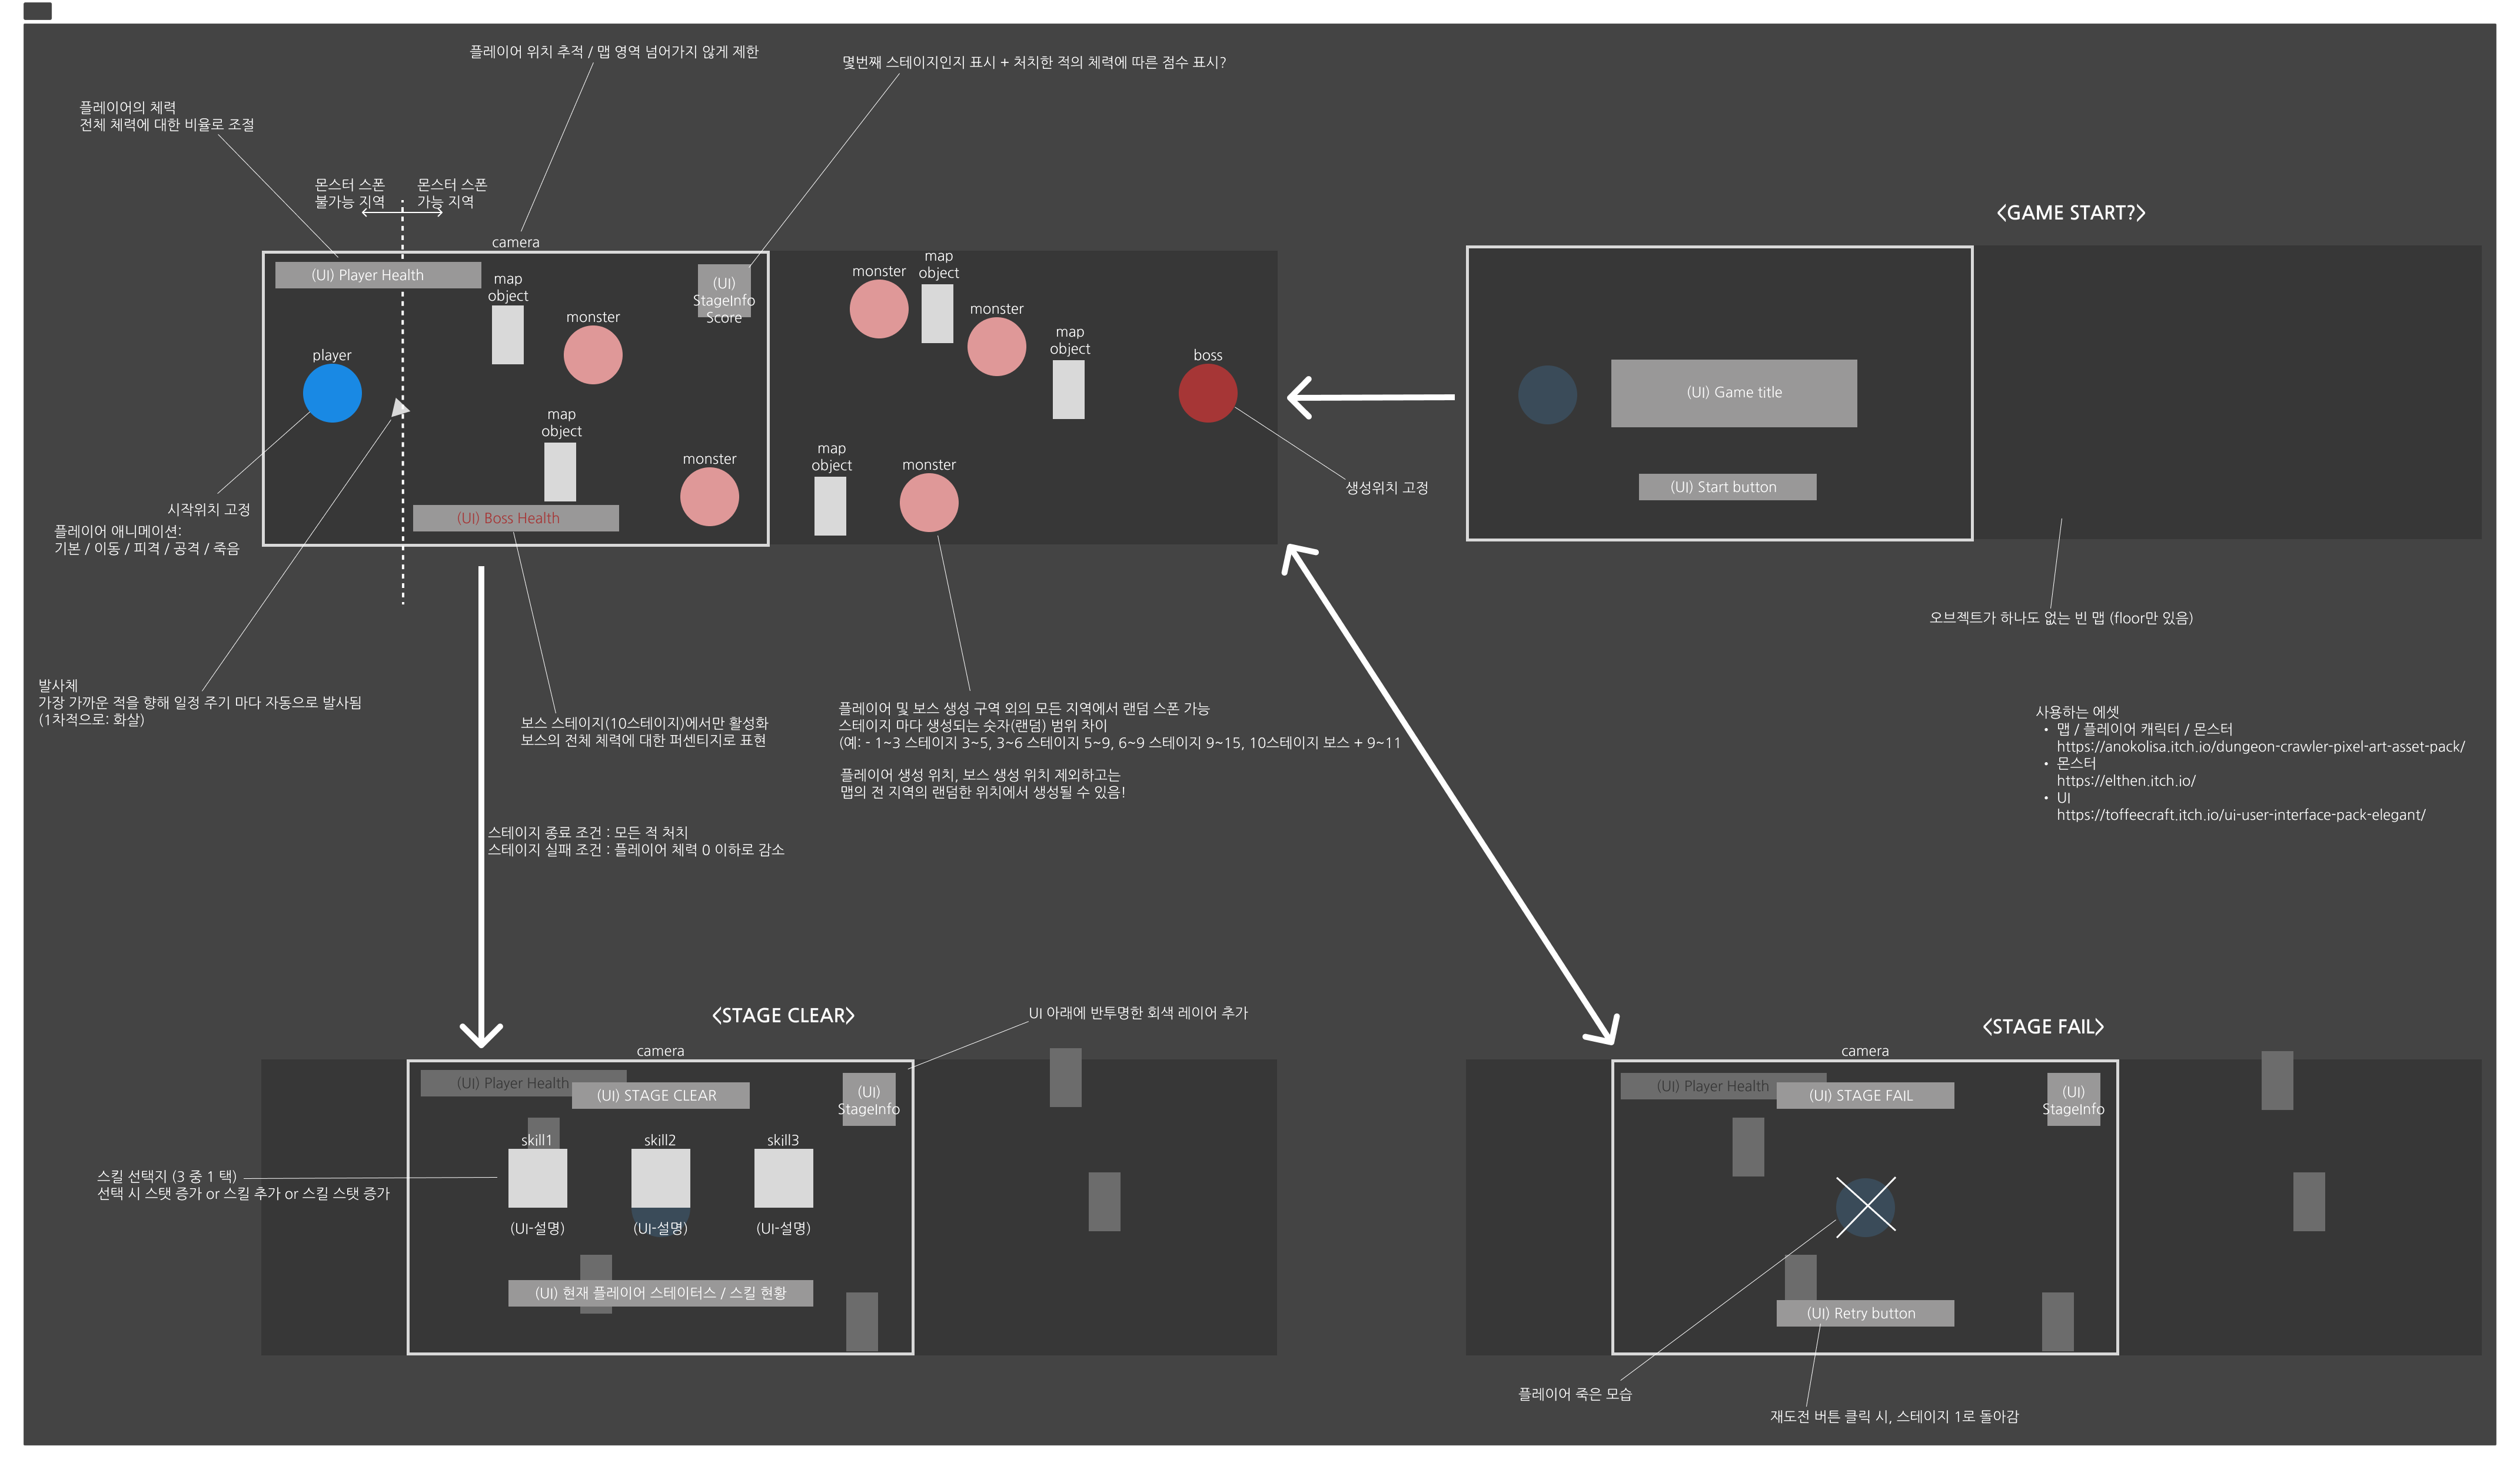 플레이어 위치 추적 / 맵 영역 넘어가지 않게 제한
몇번째 스테이지인지 표시 + 처치한 적의 체력에 따른 점수 표시?
플레이어의 체력
전체 체력에 대한 비율로 조절
몬스터 스폰
불가능 지역
몬스터 스폰
가능 지역
camera
(UI) Player Health
map
object
monster
(UI)
StageInfo
Score
player
map
object
monster
(UI) Boss Health
monster
map
object
monster
map
object
boss
map
object
monster
시작위치 고정
플레이어 애니메이션:
기본 / 이동 / 피격 / 공격 / 죽음
생성위치 고정
<GAME START?>
(UI) Game title
(UI) Start button
오브젝트가 하나도 없는 빈 맵 (floor만 있음)
발사체
가장 가까운 적을 향해 일정 주기 마다 자동으로 발사됨
(1차적으로: 화살)
보스 스테이지(10스테이지)에서만 활성화
보스의 전체 체력에 대한 퍼센티지로 표현
플레이어 및 보스 생성 구역 외의 모든 지역에서 랜덤 스폰 가능
스테이지 마다 생성되는 숫자(랜덤) 범위 차이
(예: - 1~3 스테이지 3~5, 3~6 스테이지 5~9, 6~9 스테이지 9~15, 10스테이지 보스 + 9~11
플레이어 생성 위치, 보스 생성 위치 제외하고는
맵의 전 지역의 랜덤한 위치에서 생성될 수 있음!
사용하는 에셋
• 맵 / 플레이어 캐릭터 / 몬스터
https://anokolisa.itch.io/dungeon-crawler-pixel-art-asset-pack/
• 몬스터
https://elthen.itch.io/
• UI
https://toffeecraft.itch.io/ui-user-interface-pack-elegant/
스테이지 종료 조건 : 모든 적 처치
스테이지 실패 조건 : 플레이어 체력 0 이하로 감소
<STAGE CLEAR>
UI 아래에 반투명한 회색 레이어 추가
camera
(UI) Player Health
(UI) STAGE CLEAR
(UI)
StageInfo
skill1
skill2
skill3
스킬 선택지 (3 중 1 택)
선택 시 스탯 증가 or 스킬 추가 or 스킬 스탯 증가
(UI-설명)
(UI-설명)
(UI-설명)
(UI) 현재 플레이어 스테이터스 / 스킬 현황
<STAGE FAIL>
camera
(UI) Player Health
(UI) STAGE FAIL
(UI)
StageInfo
(UI) Retry button
플레이어 죽은 모습
재도전 버튼 클릭 시, 스테이지 1로 돌아감